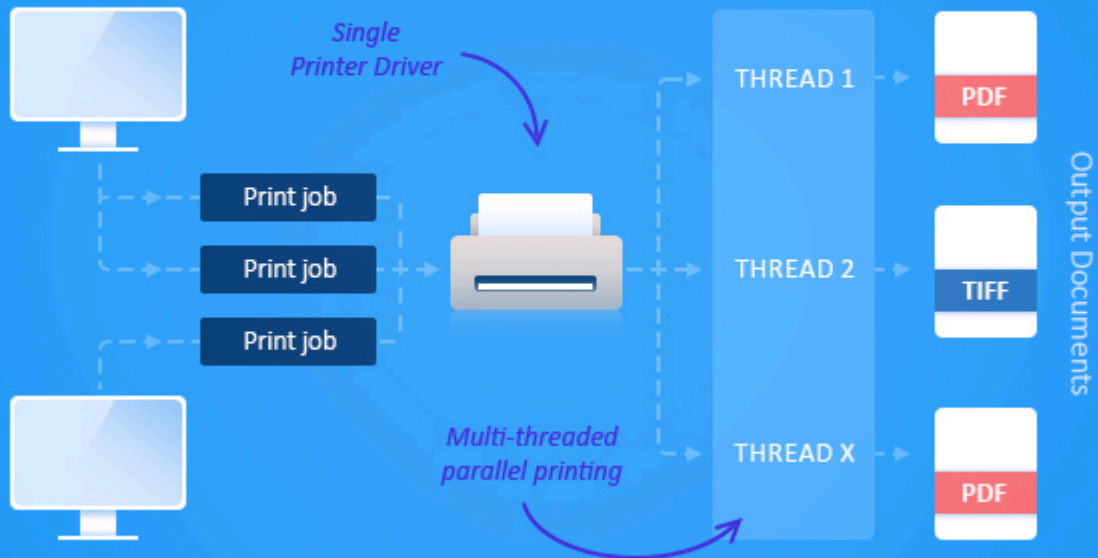 Single
Printer Driver
Print job
Print job
Print job
Multi-threaded
parallel printing
THREAD 1
THREAD 2
THREAD X
PDF
TIFF
PDF
Output Documents